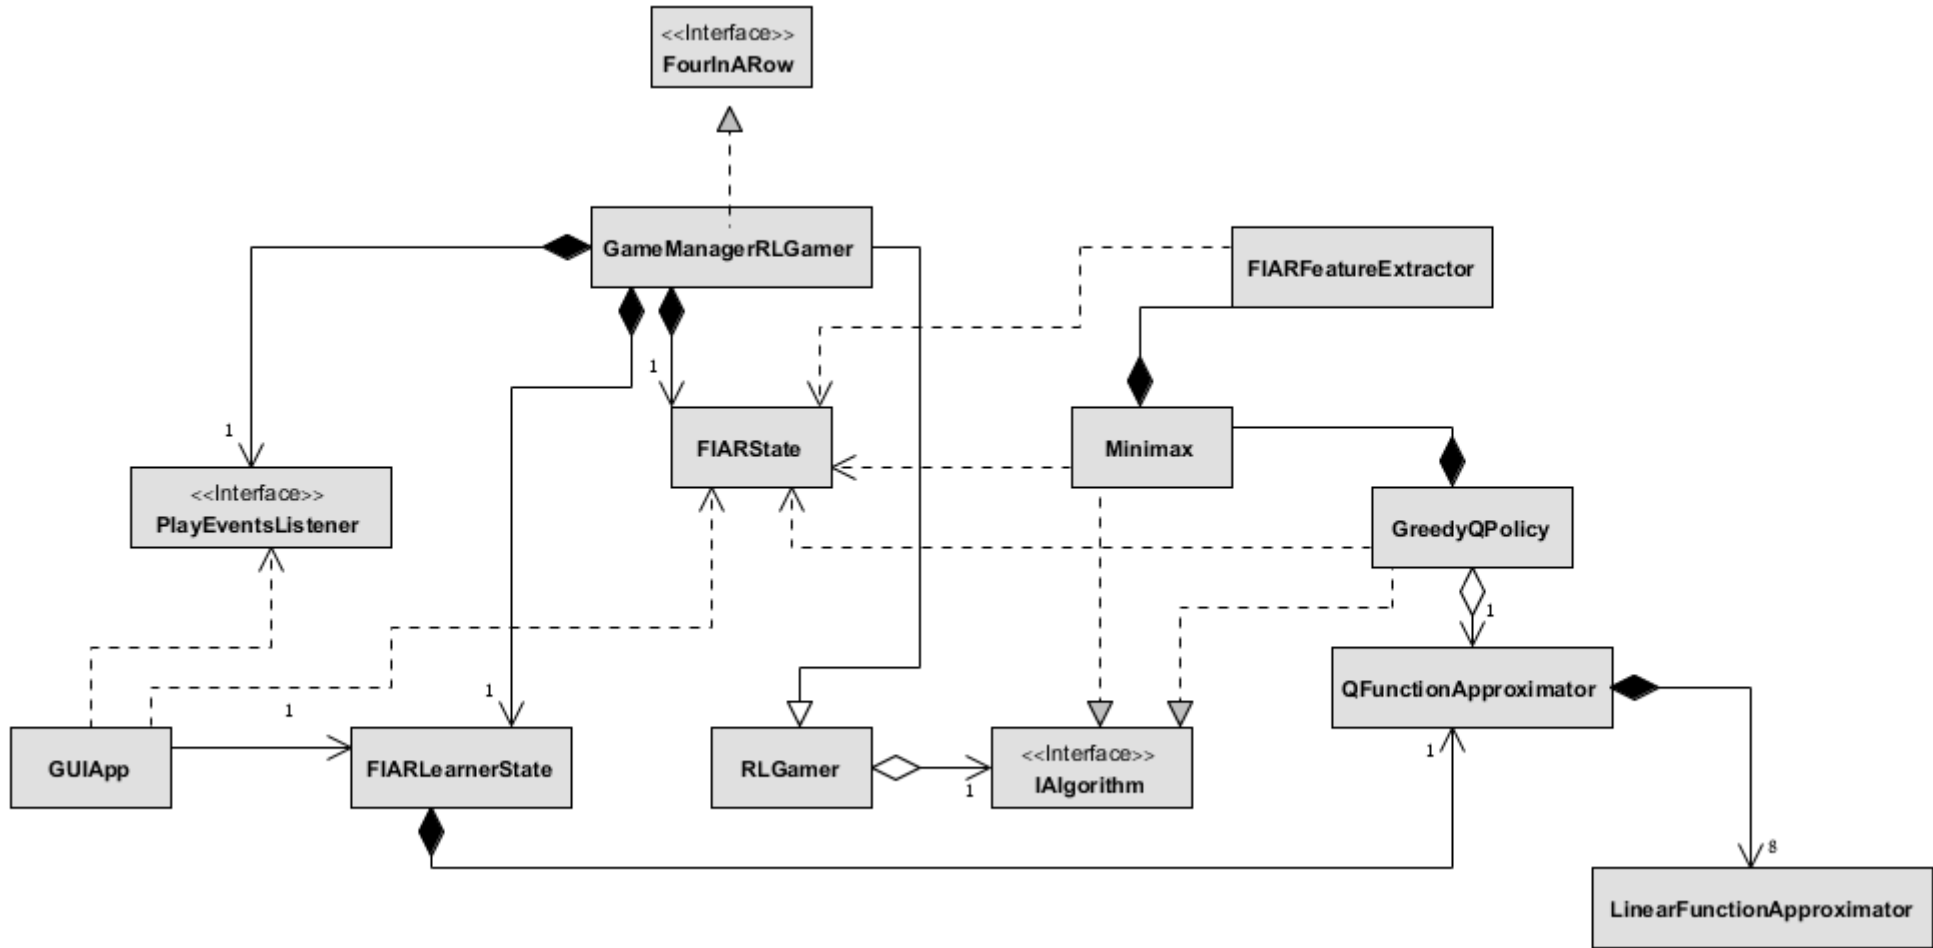 <<Interface>>
FourInARow
GameManagerRLGamer
FIARFeatureExtractor
1
1
FIARState
Minimax
<<Interface>>
PlayEventsListener
GreedyQPolicy
1
1
1
QFunctionApproximator
1
GUIApp
FIARLearnerState
RLGamer
1
<<Interface>>
IAlgorithm
8
LinearFunctionApproximator